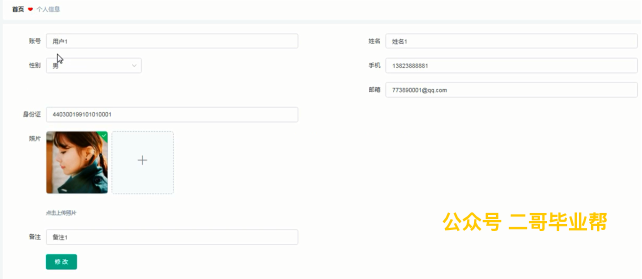 首页 个人信息
账号 用户1 姓名 姓名1
性别 男 手机 13823888881
邮箱 773890001@qq.com
身份证 440300199101010001
照片
点击上传照片
公众号 二哥毕业帮
备注 备注1
修改